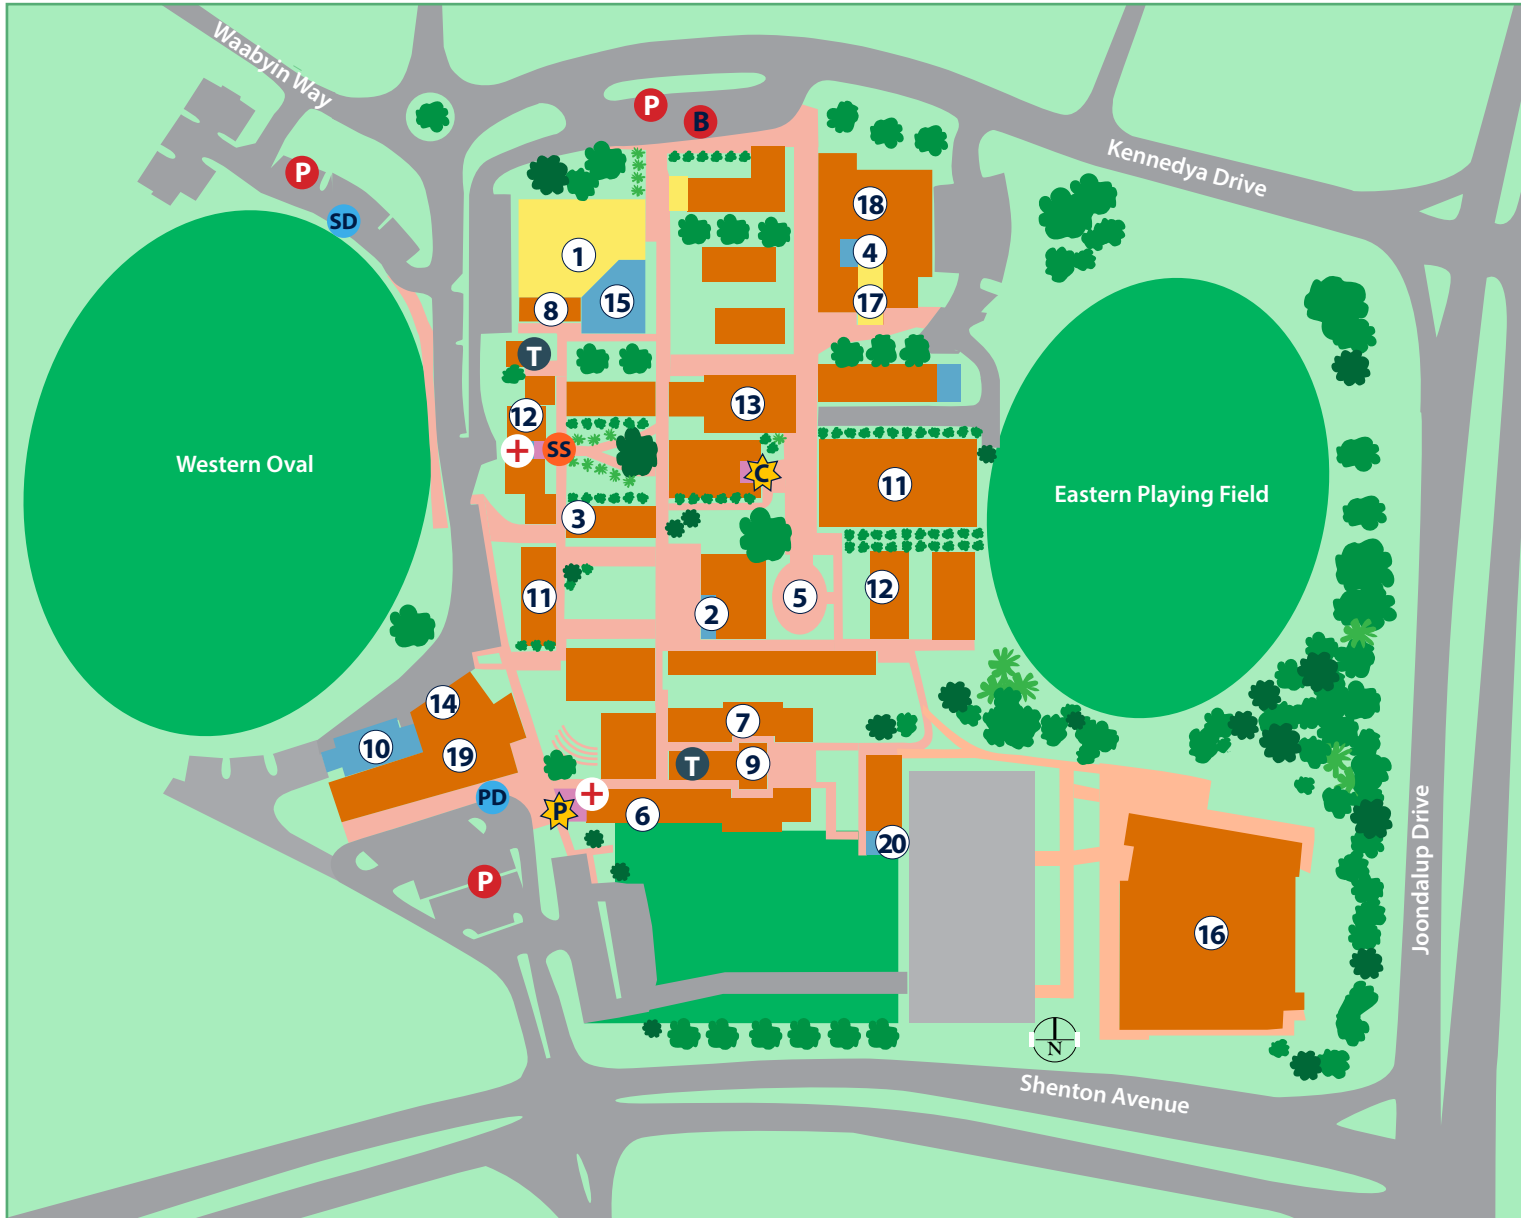 Waabyin Way
P
B
Kennedya Drive
P
SD
18
4
1
17
15
8
T
13
12
SS
C
Western Oval
11
Eastern Playing Field
3
12
11
5
2
14
7
10
19
9
T
PD
P
6
20
P
Joondalup Drive
16
N
Shenton Avenue